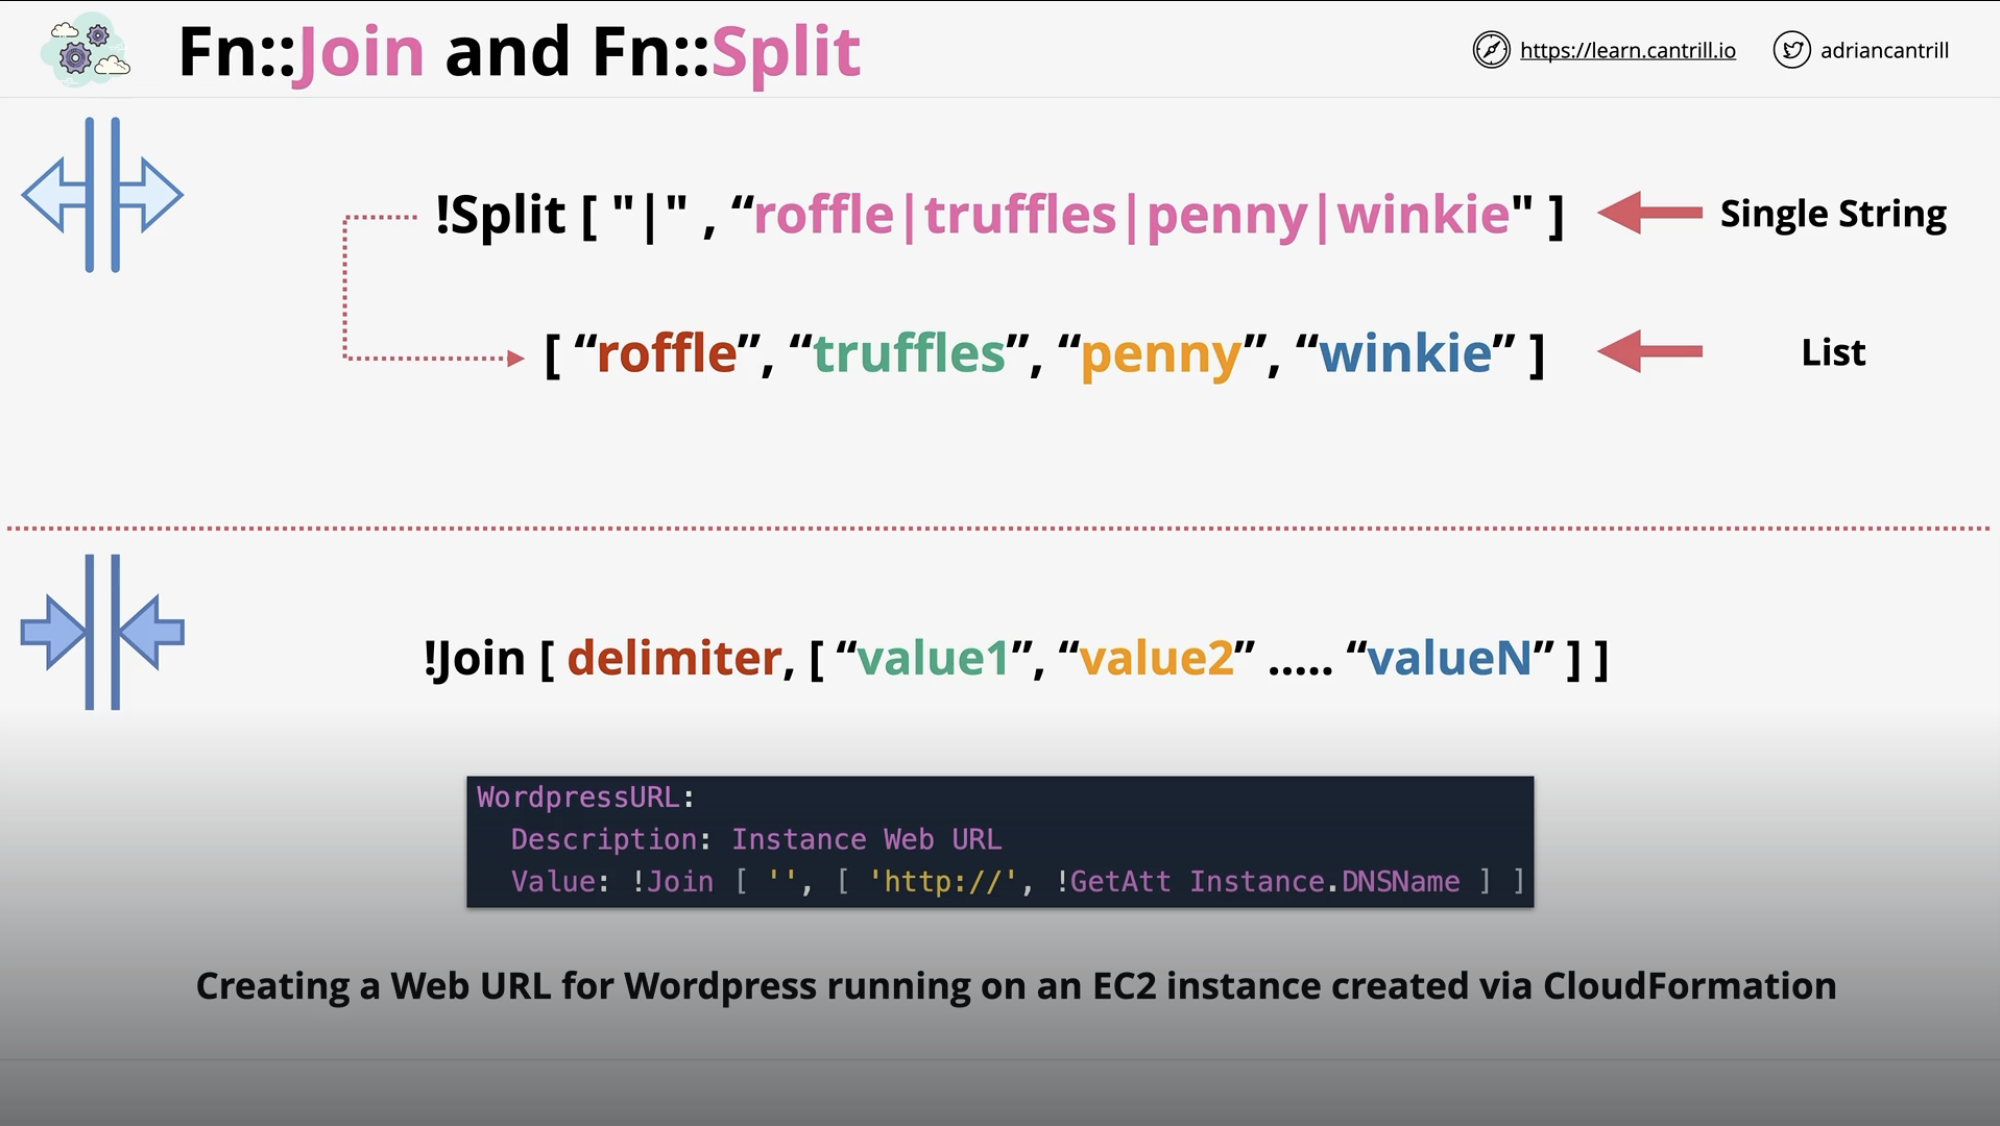 Fn::Join and Fn::Split
https://learn.cantrill.io
adriancantrill
!Split [ "|" , “roffle|truffles|penny|winkie" ]
Single String
[ “roffle”, “truffles”, “penny”, “winkie” ]
List
!Join [ delimiter, [ “value1”, “value2” ..... “valueN” ] ]
WordpressURL:
Description: Instance Web URL
Value: !Join [ '', [ 'http://', !GetAtt Instance.DNSName ] ]
Creating a Web URL for Wordpress running on an EC2 instance created via CloudFormation